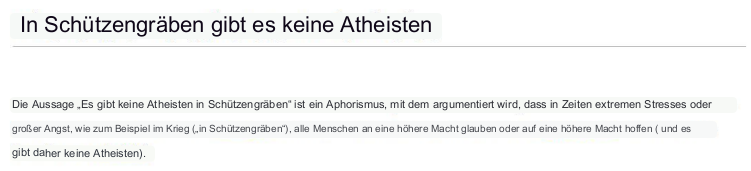 In Schützengräben gibt es keine Atheisten
Die Aussage „Es gibt keine Atheisten in Schützengräben“ ist ein Aphorismus, mit dem argumentiert wird, dass in Zeiten extremen Stresses oder
großer Angst, wie zum Beispiel im Krieg („in Schützengräben“), alle Menschen an eine höhere Macht glauben oder auf eine höhere Macht hoffen ( und es
gibt daher keine Atheisten).